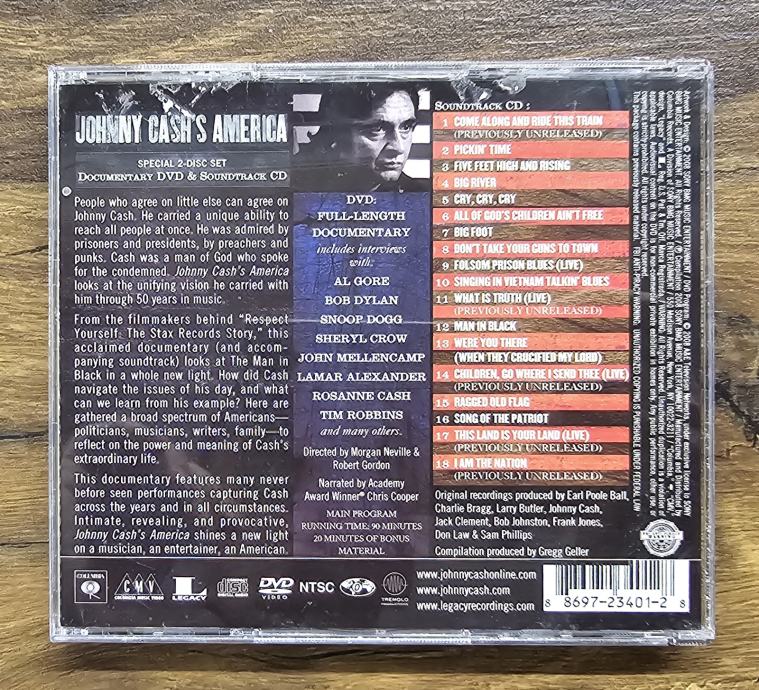 JOHNNY CASH'S AMERICA
SPECIAL 2-DISC SET
DOCUMENTARY DVD & SOUNDTRACK CD
People who agree on little else can agree on
Johnny Cash. He carried a unique ability to
reach all people at once. He was admired by
prisoners and presidents, by preachers and
punks. Cash was a man of God who spoke
for the condemned. Johnny Cash's America
looks at the unifying vision he carried with
him through 50 years in music.
From the filmmakers behind "Respect
Yourself: The Stax Records Story," this
acclaimed documentary (and accom-
panying soundtrack) looks at The Man in
Black in a whole new light. How did Cash
navigate the issues of his day, and what
can we learn from his example? Here are
gathered a broad spectrum of Americans—
politicians, musicians, writers, family—to
reflect on the power and meaning of Cash's
extraordinary life.
This documentary features many never
before seen performances capturing Cash
across the years and in all circumstances.
Intimate, revealing, and provocative,
Johnny Cash's America shines a new light
on a musician, an entertainer, an American.
DVD:
FULL-LENGTH
DOCUMENTARY
includes interviews
with:
AL GORE
BOB DYLAN
SNOOP DOGG
SHERYL CROW
JOHN MELLENCAMP
LAMAR ALEXANDER
ROSANNE CASH
TIM ROBBINS
and many others.
Directed by Morgan Neville &
Robert Gordon
Narrated by Academy
Award Winner® Chris Cooper
MAIN PROGRAM
RUNNING TIME: 90 MINUTES
20 MINUTES OF BONUS
MATERIAL
SOUNDTRACK CD :
1 COME ALONG AND RIDE THIS TRAIN
(PREVIOUSLY UNRELEASED)
2 PICKIN' TIME
3 FIVE FEET HIGH AND RISING
4 BIG RIVER
5 CRY, CRY, CRY
6 ALL OF GOD'S CHILDREN AIN'T FREE
7 BIG FOOT
8 DON'T TAKE YOUR GUNS TO TOWN
9 FOLSOM PRISON BLUES (LIVE)
10 SINGING IN VIETNAM TALKIN' BLUES
11 WHAT IS TRUTH (LIVE)
(PREVIOUSLY UNRELEASED)
12 MAN IN BLACK
13 WERE YOU THERE
(WHEN THEY CRUCIFIED MY LORD)
14 CHILDREN, GO WHERE I SEND THEE (LIVE)
(PREVIOUSLY UNRELEASED)
15 RAGGED OLD FLAG
16 SONG OF THE PATRIOT
17 THIS LAND IS YOUR LAND (LIVE)
(PREVIOUSLY UNRELEASED)
18 I AM THE NATION
(PREVIOUSLY UNRELEASED)
Original recordings produced by Earl Poole Ball,
Charlie Bragg, Larry Butler, Johnny Cash,
Jack Clement, Bob Johnston, Frank Jones,
Don Law & Sam Phillips
Compilation produced by Gregg Geller
COLUMBIA
CMV
COLUMBIA MUSIC VIDEO
LEGACY
disc
DIGITAL AUDIO
DVD
VIDEO
NTSC
TREMOLO
PRODUCTIONS
www.johnnycashonline.com
www.johnnycash.com
www.legacyrecordings.com
8 8697-23401-2 8